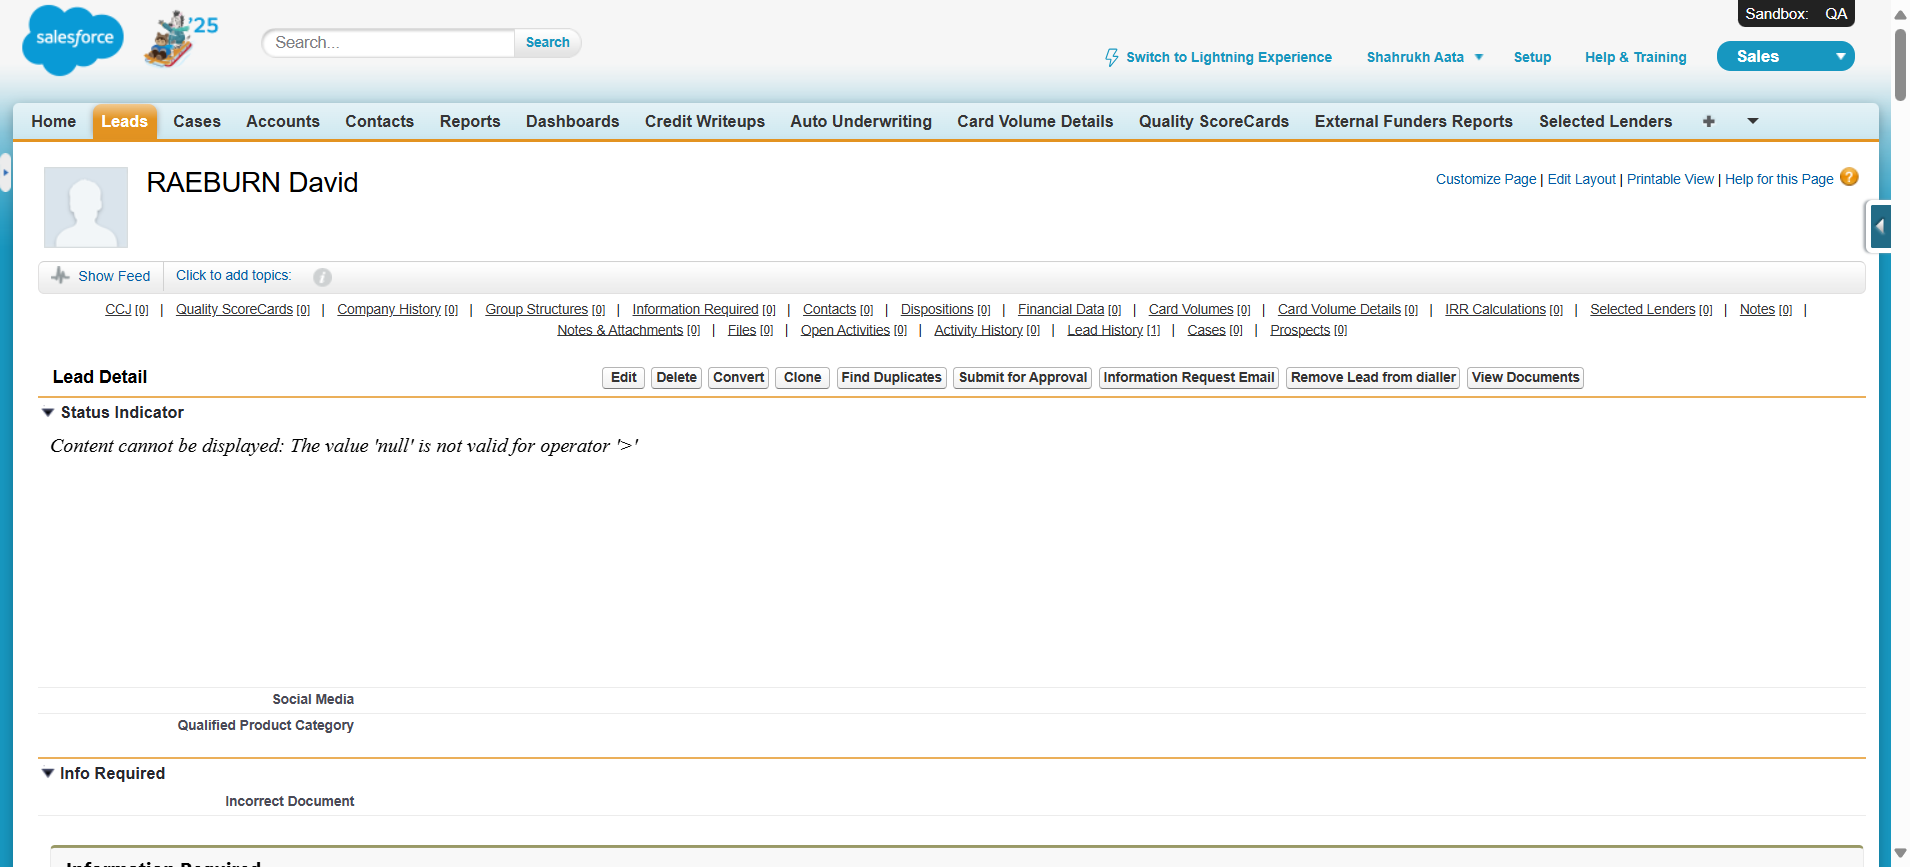 Sandbox: QA
salesforce
'25
Search...
Search
Switch to Lightning Experience
Shahrukh Aata
Setup
Help & Training
Sales
Home
Leads
Cases
Accounts
Contacts
Reports
Dashboards
Credit Writeups
Auto Underwriting
Card Volume Details
Quality ScoreCards
External Funders Reports
Selected Lenders
RAEBURN David
Customize Page | Edit Layout | Printable View | Help for this Page ?
Show Feed
Click to add topics:
i
CCJ [0] | Quality ScoreCards [0] | Company History [0] | Group Structures [0] | Information Required [0] | Contacts [0] | Dispositions [0] | Financial Data [0] | Card Volumes [0] | Card Volume Details [0] | IRR Calculations [0] | Selected Lenders [0] | Notes [0] |
Notes & Attachments [0] | Files [0] | Open Activities [0] | Activity History [0] | Lead History [1] | Cases [0] | Prospects [0]
Lead Detail
Edit
Delete
Convert
Clone
Find Duplicates
Submit for Approval
Information Request Email
Remove Lead from dialler
View Documents
Status Indicator
Content cannot be displayed: The value 'null' is not valid for operator '>'
Social Media
Qualified Product Category
Info Required
Incorrect Document
Information Required